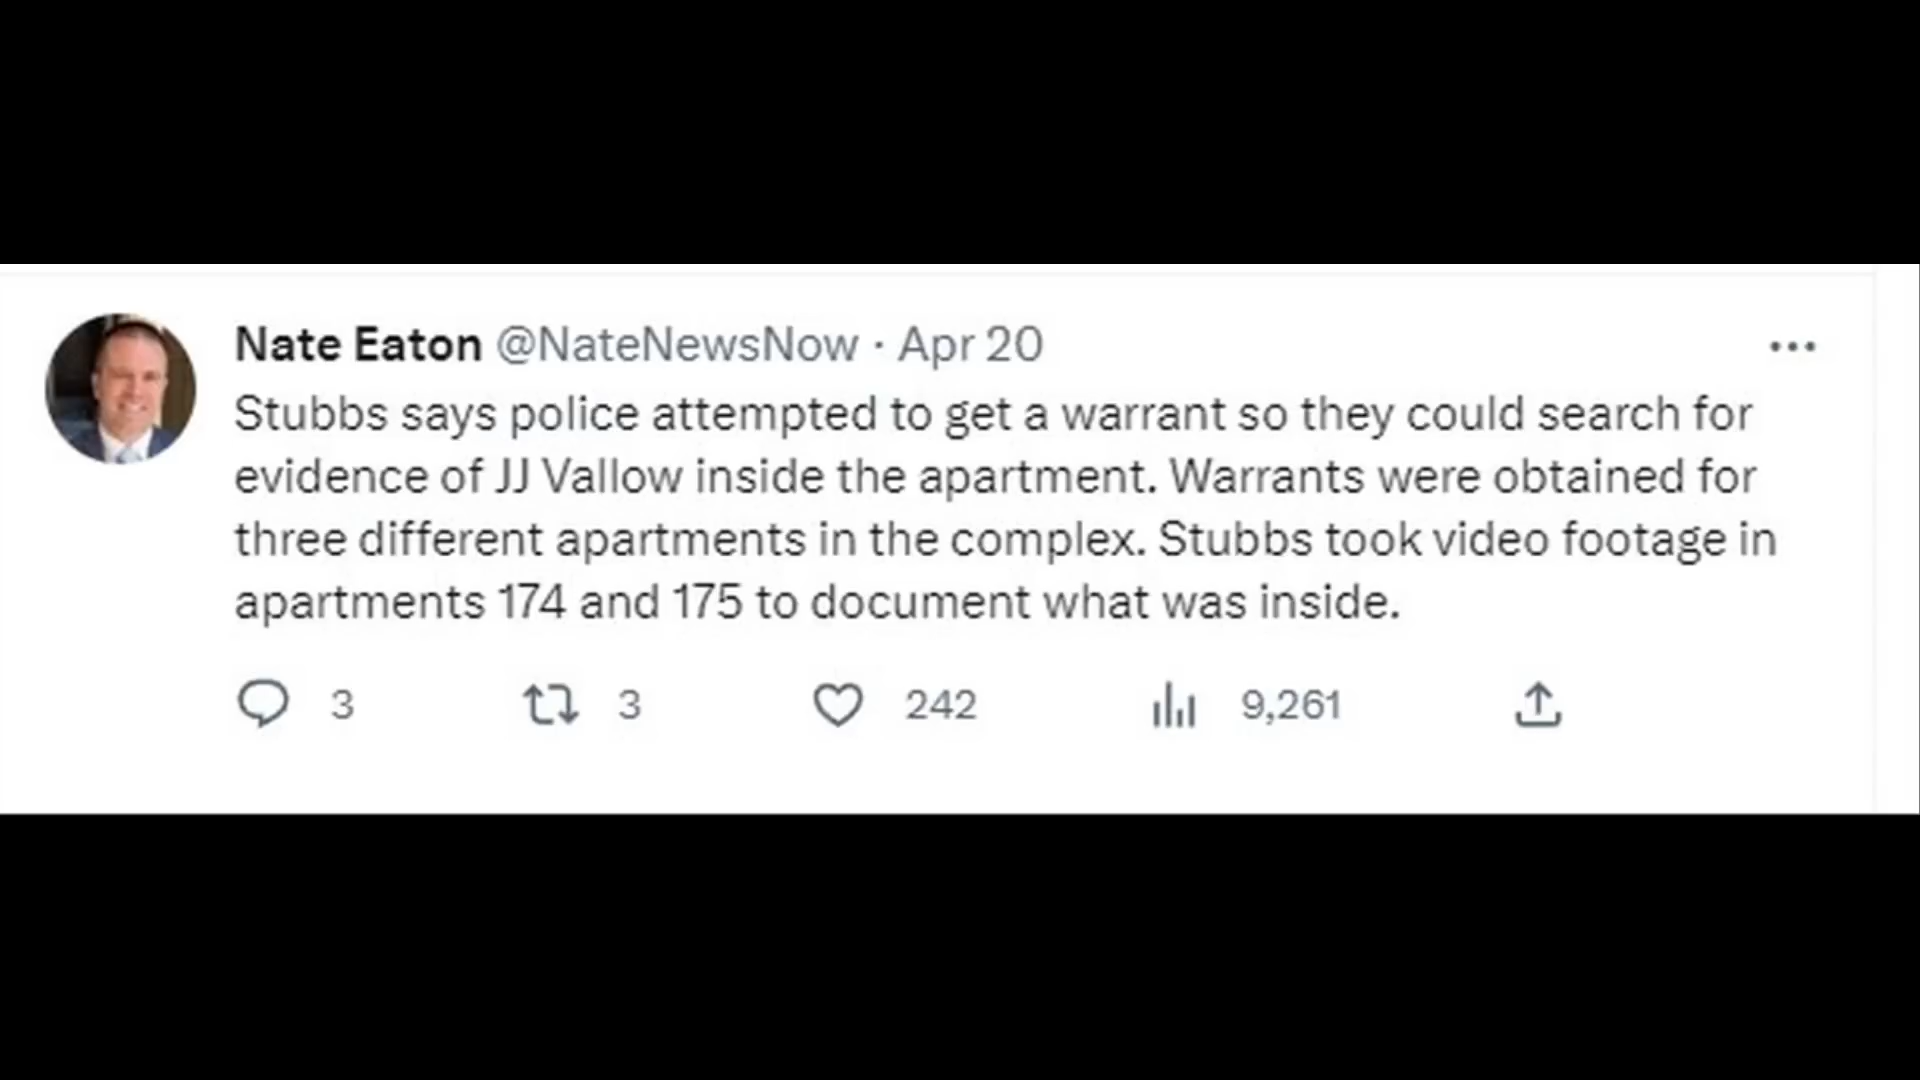 Nate Eaton @NateNewsNow · Apr 20
Stubbs says police attempted to get a warrant so they could search for
evidence of JJ Vallow inside the apartment. Warrants were obtained for
three different apartments in the complex. Stubbs took video footage in
apartments 174 and 175 to document what was inside.
3 3 242 9,261